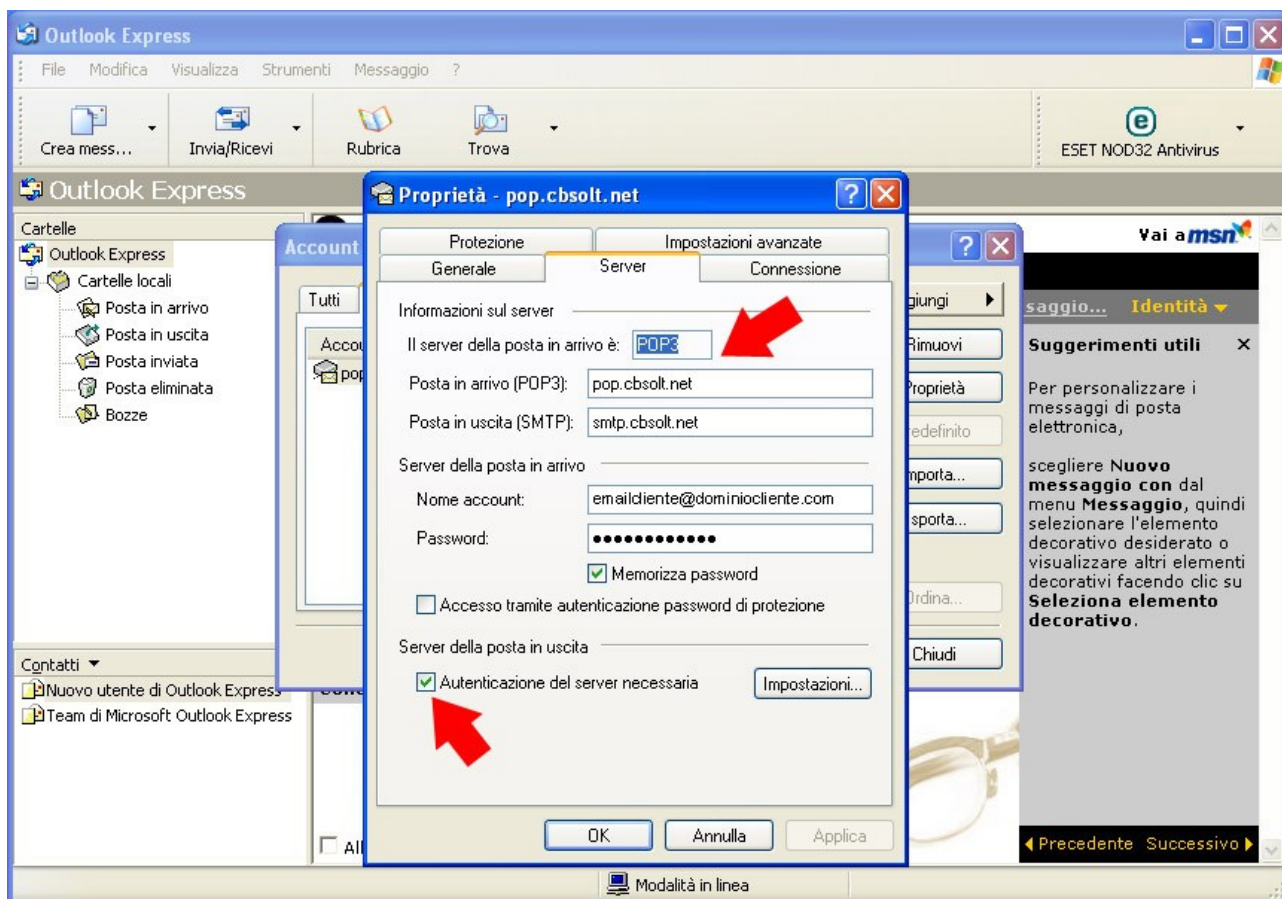 Outlook Express
File Modifica Visualizza Strumenti Messaggio ?
Crea mess... Invia/Ricevi Rubrica Trova ESET NOD32 Antivirus
Outlook Express
Cartelle
Outlook Express
Cartelle locali
Posta in arrivo
Posta in uscita
Posta inviata
Posta eliminata
Bozze
Contatti
Nuovo utente di Outlook Express
Team di Microsoft Outlook Express
Account
Tutti
Rimuovi
Proprietà
Chiudi
Proprietà - pop.cbsolt.net
Protezione Impostazioni avanzate
Generale Server Connessione
Informazioni sul server
Il server della posta in arrivo è: POP3
Posta in arrivo (POP3): pop.cbsolt.net
Posta in uscita (SMTP): smtp.cbsolt.net
Server della posta in arrivo
Nome account: emailcliente@dominiocliente.com
Password: ••••••••••••
Memorizza password
Accesso tramite autenticazione password di protezione
Server della posta in uscita
Autenticazione del server necessaria Impostazioni...
OK Annulla Applica
Vai a msn
saggio... Identità
Suggerimenti utili X
Per personalizzare i
messaggi di posta
elettronica,
scegliere Nuovo
messaggio con dal
menu Messaggio, quindi
selezionare l'elemento
decorativo desiderato o
visualizzare altri elementi
decorativi facendo clic su
Seleziona elemento
decorativo.
Precedente Successivo
Modalità in linea